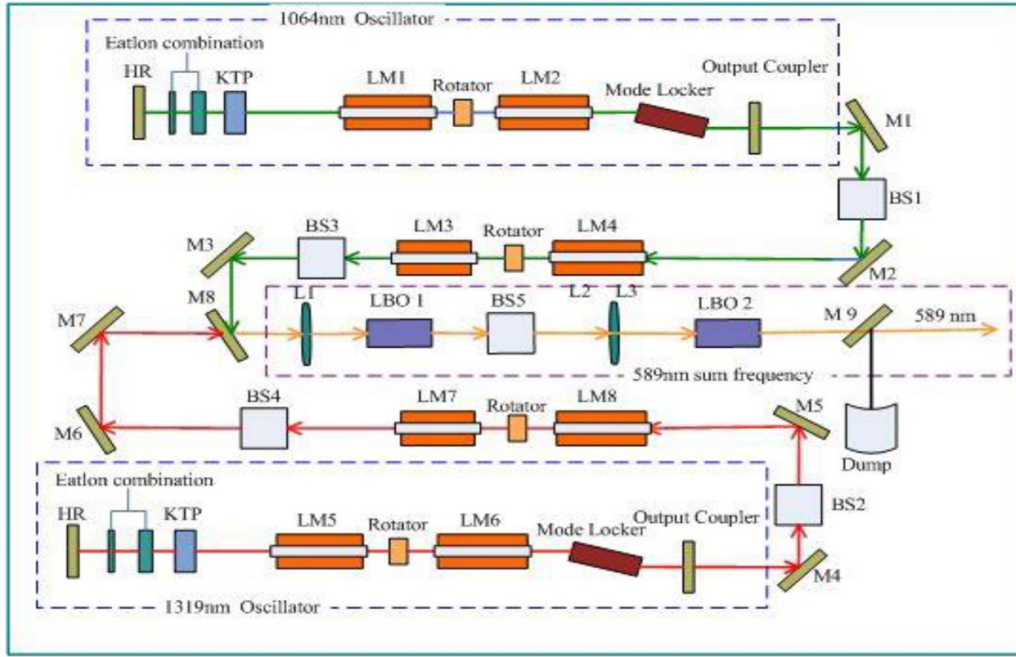 1064nm Oscillator
Eatlon combination
HR
KTP
LM1
Rotator
LM2
Mode Locker
Output Coupler
M1
BS1
M2
M3
BS3
LM3
Rotator
LM4
M7
M8
L1
LBO 1
BS5
L2
L3
LBO 2
M 9
589 nm
589nm sum frequency
M6
BS4
LM7
Rotator
LM8
M5
Dump
Eatlon combination
HR
KTP
LM5
Rotator
LM6
Mode Locker
Output Coupler
BS2
M4
1319nm Oscillator